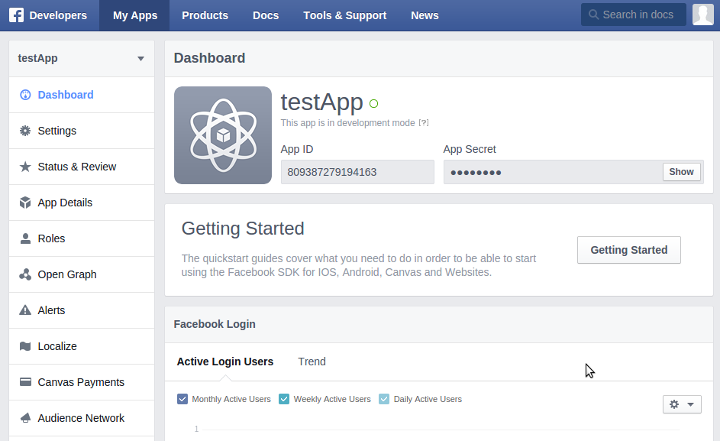 Developers My Apps Products Docs Tools & Support News Search in docs
testApp
Dashboard
Settings
Status & Review
App Details
Roles
Open Graph
Alerts
Localize
Canvas Payments
Audience Network
Dashboard
testApp
This app is in development mode [?]
App ID App Secret
809387279194163 ●●●●●●●● Show
Getting Started
The quickstart guides cover what you need to do in order to be able to start
using the Facebook SDK for IOS, Android, Canvas and Websites.
Getting Started
Facebook Login
Active Login Users Trend
Monthly Active Users Weekly Active Users Daily Active Users
1